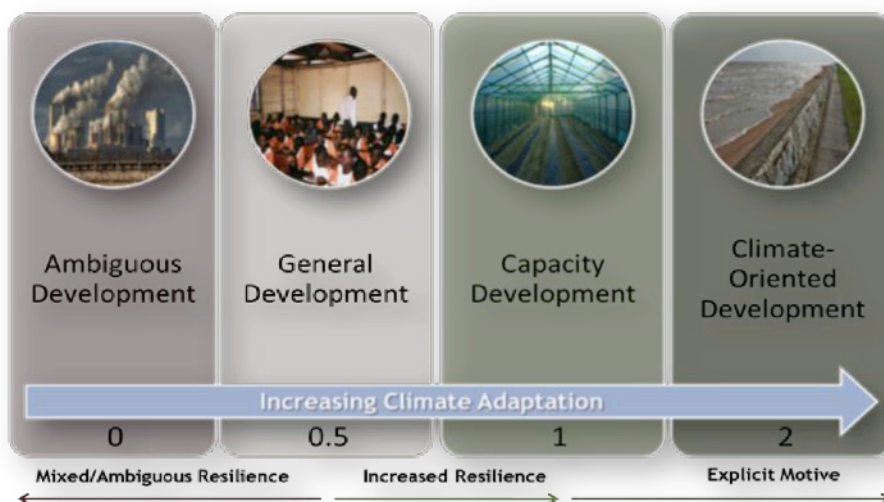 Ambiguous
Development
General
Development
Capacity
Development
Climate-
Oriented
Development
Increasing Climate Adaptation
0
0.5
1
2
Mixed/Ambiguous Resilience
Increased Resilience
Explicit Motive